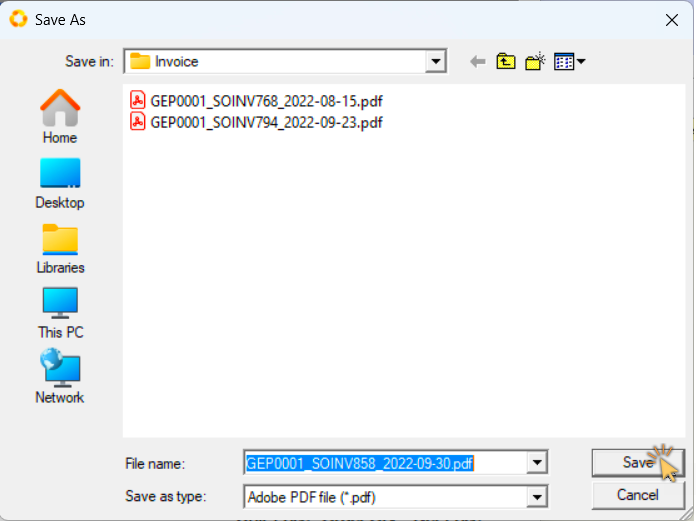 Save As
Save in:
Invoice
GEP0001_SOINV768_2022-08-15.pdf
GEP0001_SOINV794_2022-09-23.pdf
Home
Desktop
Libraries
This PC
Network
File name:
GEP0001_SOINV858_2022-09-30.pdf
Save
Save as type:
Adobe PDF file (*.pdf)
Cancel